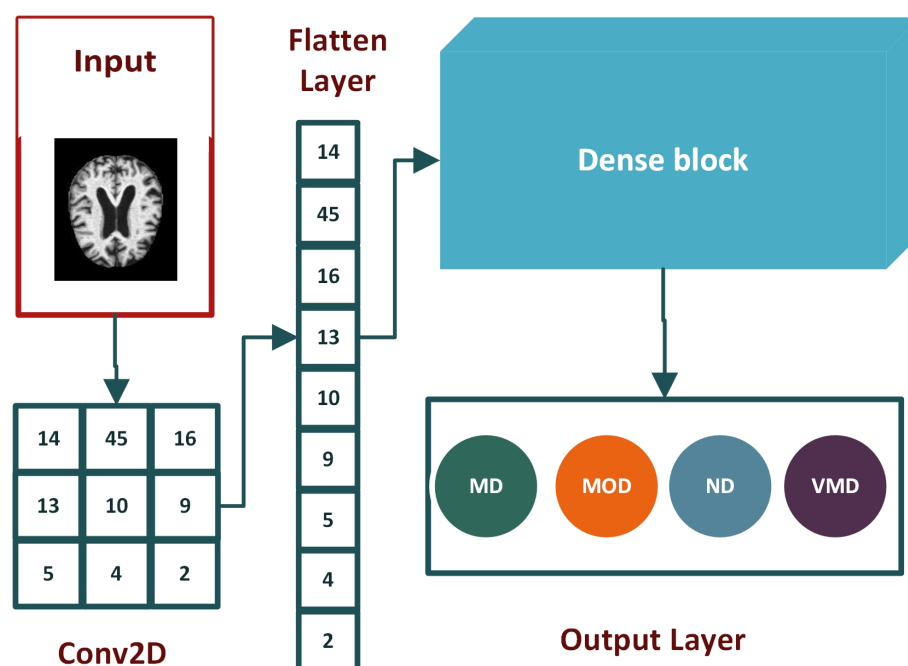 Input
14 45 16
13 10 9
5 4 2
Conv2D
Flatten
Layer
14
45
16
13
10
9
5
4
2
Dense block
MD MOD ND VMD
Output Layer